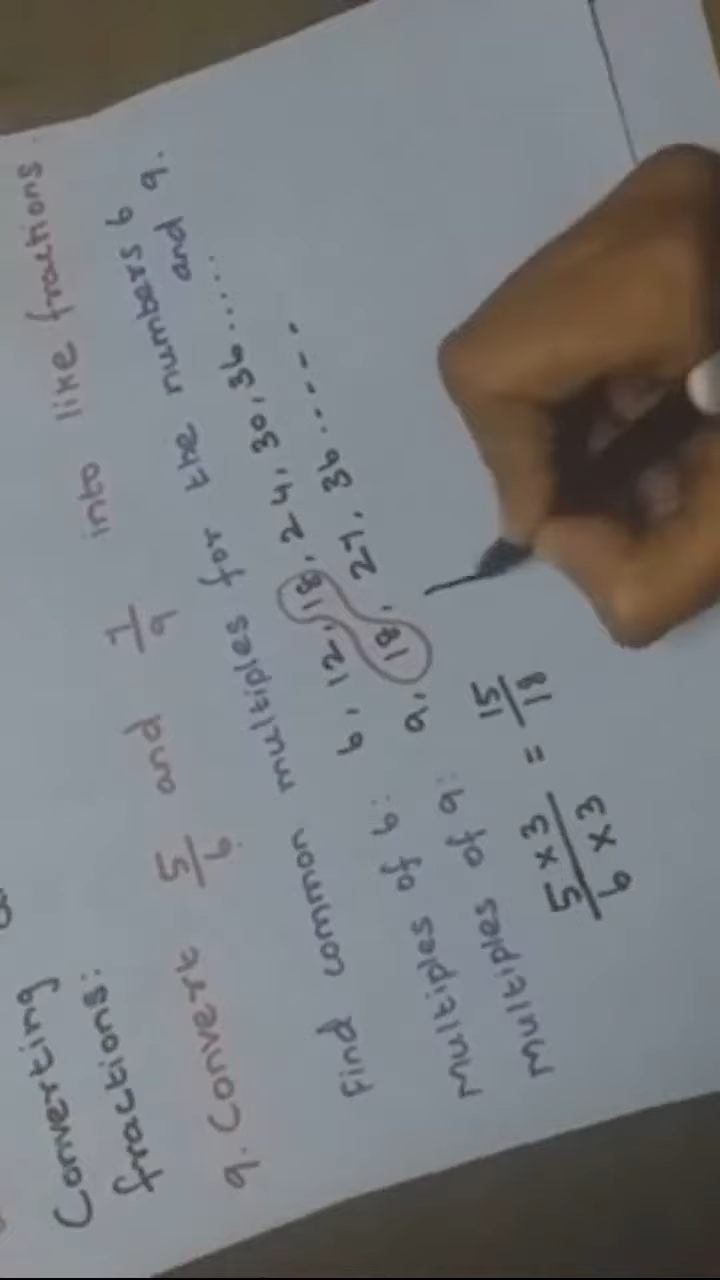 Converting
fractions:
q. Convert 5/6 and 1/9 into like fractions.
Find common multiples for the numbers 6
and 9.
Multiples of 6: 6, 12, 18, 24, 30, 36.....
Multiples of 9: 9, 18, 27, 36.....
5×3/6×3 = 15/18